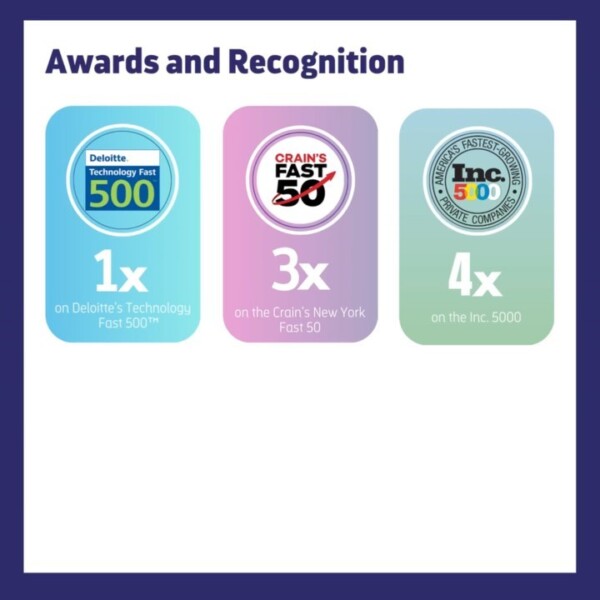 Awards and Recognition
Deloitte.
Technology Fast
500
1x
on Deloitte's Technology
Fast 500™
CRAIN'S
FAST
50
3x
on the Crain's New York
Fast 50
AMERICA'S FASTEST-GROWING
Inc.
5000
PRIVATE COMPANIES
4x
on the Inc. 5000